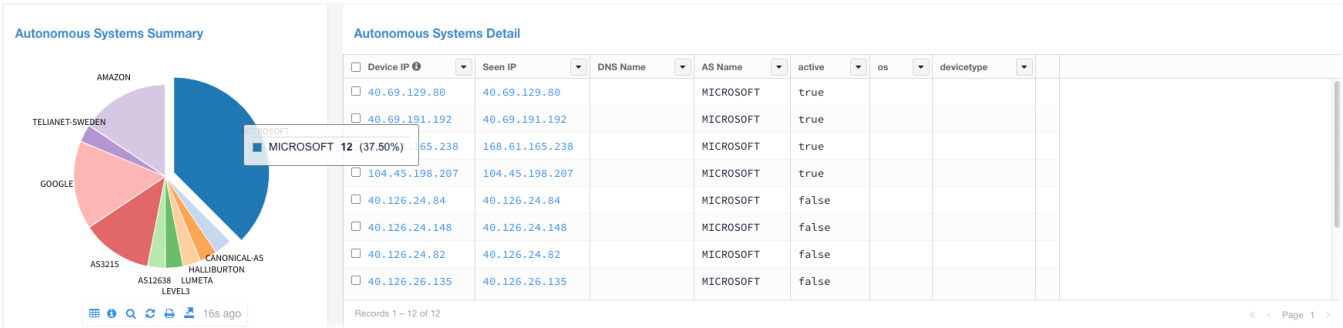 Autonomous Systems Summary
AMAZON
TELIANET-SWEDEN
MICROSOFT
MICROSOFT 12 (37.50%)
GOOGLE
AS3215
CANONICAL-AS
HALLIBURTON
AS12638 LUMETA
LEVEL3
16s ago
Autonomous Systems Detail
Device IP Seen IP DNS Name AS Name active os devicetype
40.69.129.80 40.69.129.80 MICROSOFT true
40.69.191.192 40.69.191.192 MICROSOFT true
.165.238 168.61.165.238 MICROSOFT true
104.45.198.207 104.45.198.207 MICROSOFT true
40.126.24.84 40.126.24.84 MICROSOFT false
40.126.24.148 40.126.24.148 MICROSOFT false
40.126.24.82 40.126.24.82 MICROSOFT false
40.126.26.135 40.126.26.135 MICROSOFT false
Records 1 – 12 of 12
« < Page 1 >